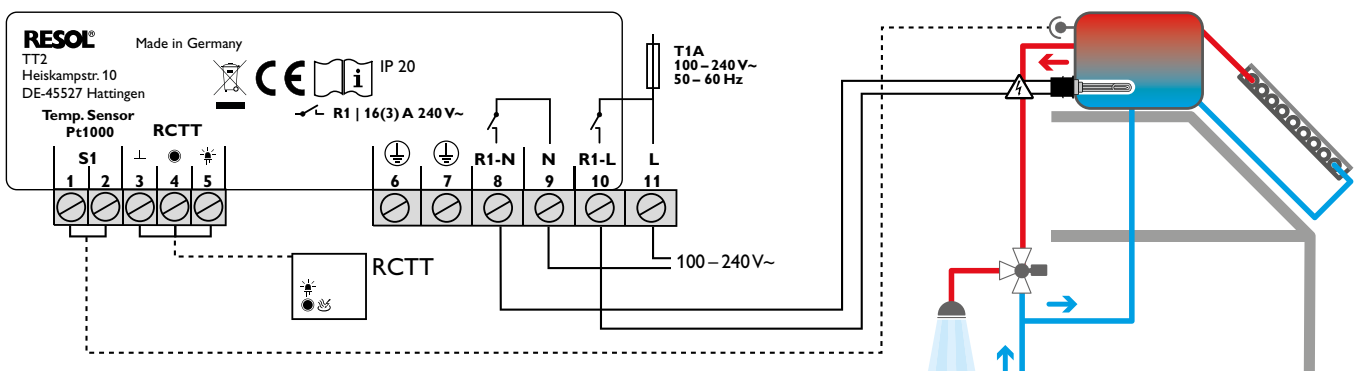 RESOL®
Made in Germany
TT2
Heiskampstr. 10
DE-45527 Hattingen
CE
i
IP 20
T1A
100 – 240 V~
50 – 60 Hz
R1 | 16(3) A 240 V~
Temp. Sensor
Pt1000
RCTT
S1
R1-N N R1-L L
1 2 3 4 5
6 7 8 9 10 11
100 – 240 V~
RCTT